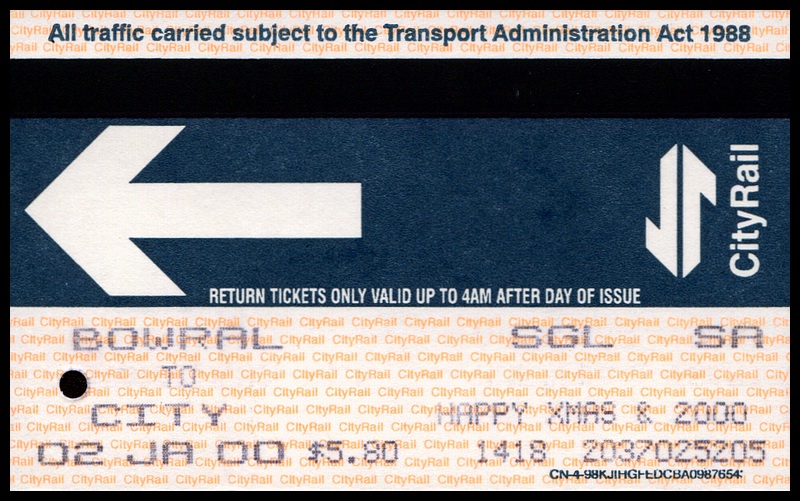 All traffic carried subject to the Transport Administration Act 1988
CityRail
RETURN TICKETS ONLY VALID UP TO 4AM AFTER DAY OF ISSUE
BOWRAL SGL SA
TO
CITY HAPPY XMAS & 2000
02 JA 00 $5.80 1418 2037025205
CN-4-98KJIHGFEDCBA0987654*